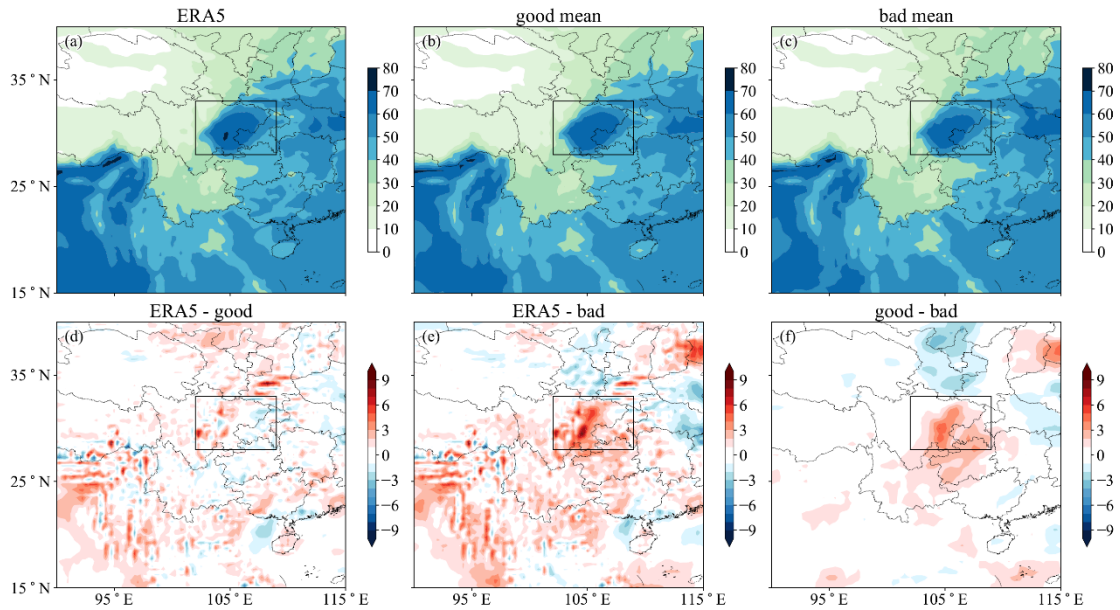 ERA5 good mean bad mean
(a) (b) (c)
80 80 80
35° N 70 70 70
60 60 60
50 50 50
40 40 40
30 30 30
25° N 20 20 20
10 10 10
0 0 0
15° N
ERA5 - good ERA5 - bad good - bad
(d) (e) (f)
35° N 9 9 9
6 6 6
3 3 3
0 0 0
25° N −3 −3 −3
−6 −6 −6
−9 −9 −9
15° N
95° E 105° E 115° E 95° E 105° E 115° E 95° E 105° E 115° E